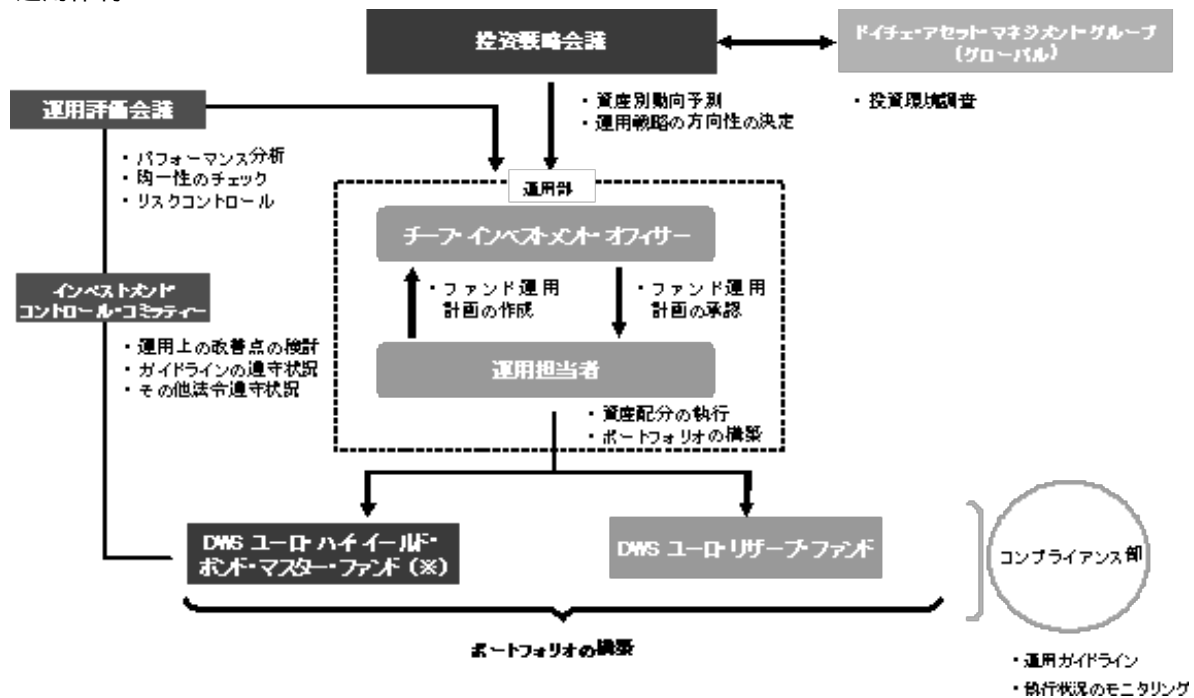 投資戦略会議
ドイチェ・アセット・マネジメント・グループ
(グローバル)
・資産別動向予測
・運用戦略の方向性の決定
・投資環境調査
運用評価会議
・パフォーマンス分析
・均一性のチェック
・リスクコントロール
運用部
チーフ・インベストメント・オフィサー
・ファンド運用
計画の作成
・ファンド運用
計画の承認
インベストメント
コントロール・コミッティー
・運用上の改善点の検討
・ガイドラインの遵守状況
・その他法令遵守状況
運用担当者
・資産配分の執行
・ポートフォリオの構築
DWS ユーロ・ハイ・イールド・
ボンド・マスター・ファンド (※)
DWS ユーロ・リザーブ・ファンド
コンプライアンス部
ポートフォリオの構築
・運用ガイドライン
・執行状況のモニタリング